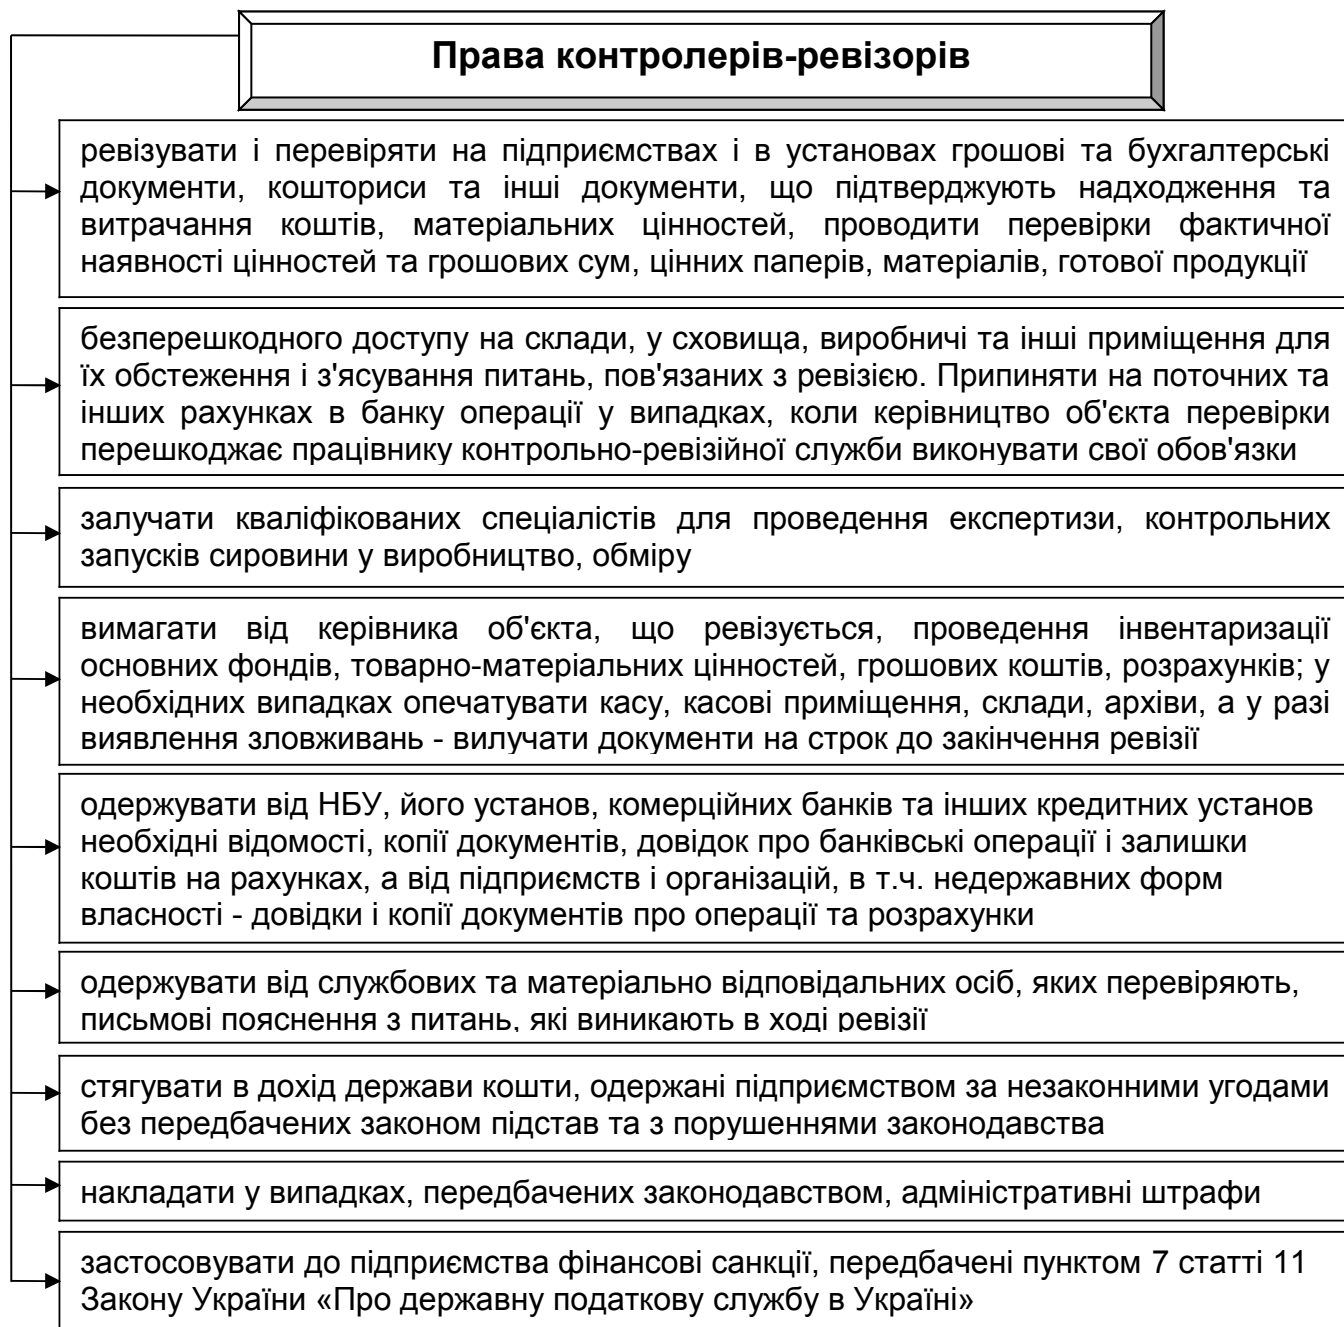 Права контролерів-ревізорів
ревізувати і перевіряти на підприємствах і в установах грошові та бухгалтерські
документи, кошториси та інші документи, що підтверджують надходження та
витрачання коштів, матеріальних цінностей, проводити перевірки фактичної
наявності цінностей та грошових сум, цінних паперів, матеріалів, готової продукції
безперешкодного доступу на склади, у сховища, виробничі та інші приміщення для
їх обстеження і з'ясування питань, пов'язаних з ревізією. Припиняти на поточних та
інших рахунках в банку операції у випадках, коли керівництво об'єкта перевірки
перешкоджає працівнику контрольно-ревізійної служби виконувати свої обов'язки
залучати кваліфікованих спеціалістів для проведення експертизи, контрольних
запусків сировини у виробництво, обміру
вимагати від керівника об'єкта, що ревізується, проведення інвентаризації
основних фондів, товарно-матеріальних цінностей, грошових коштів, розрахунків; у
необхідних випадках опечатувати касу, касові приміщення, склади, архіви, а у разі
виявлення зловживань - вилучати документи на строк до закінчення ревізії
одержувати від НБУ, його установ, комерційних банків та інших кредитних установ
необхідні відомості, копії документів, довідок про банківські операції і залишки
коштів на рахунках, а від підприємств і організацій, в т.ч. недержавних форм
власності - довідки і копії документів про операції та розрахунки
одержувати від службових та матеріально відповідальних осіб, яких перевіряють,
письмові пояснення з питань, які виникають в ході ревізії
стягувати в дохід держави кошти, одержані підприємством за незаконними угодами
без передбачених законом підстав та з порушеннями законодавства
накладати у випадках, передбачених законодавством, адміністративні штрафи
застосовувати до підприємства фінансові санкції, передбачені пунктом 7 статті 11
Закону України «Про державну податкову службу в Україні»